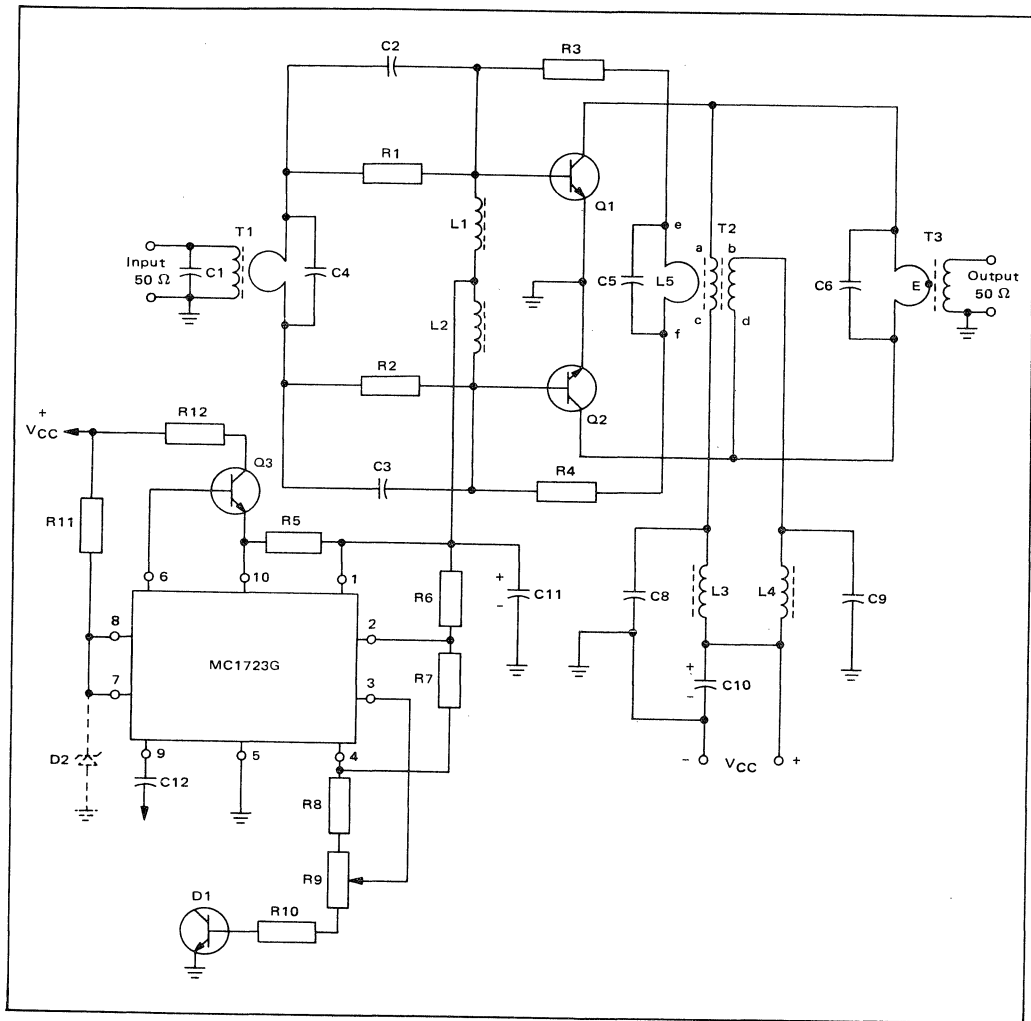 C2
R3
R1
Q1
T1
L1
e
T2
T3
a
b
Input
50 Ω
C1
C4
C5
L5
C6
E
Output
50 Ω
L2
c
d
f
R2
Q2
+
VCC
R12
Q3
C3
R4
R11
R5
6
10
1
+
-
C11
R6
C8
L3
L4
C9
8
2
MC1723G
R7
7
3
+
-
C10
D2
9
5
4
C12
- VCC +
R8
R9
D1
R10